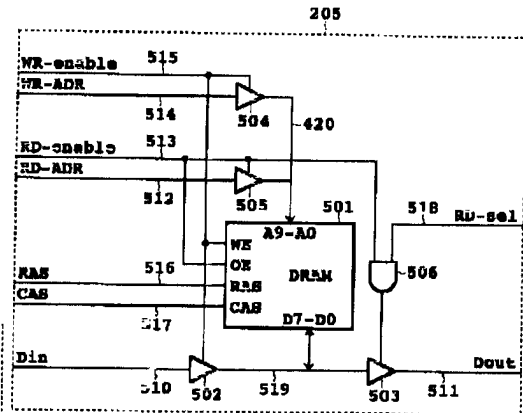 205
WR-enable 515
WR-ADR
514 504 420
RD-enable 513
RD-ADR
512 505 501 518 RD-sel
A9-A0
WE
OE DRAM 506
RAS 516 RAS
CAS CAS
517 D7-D0
Din Dout
510 502 519 503 511